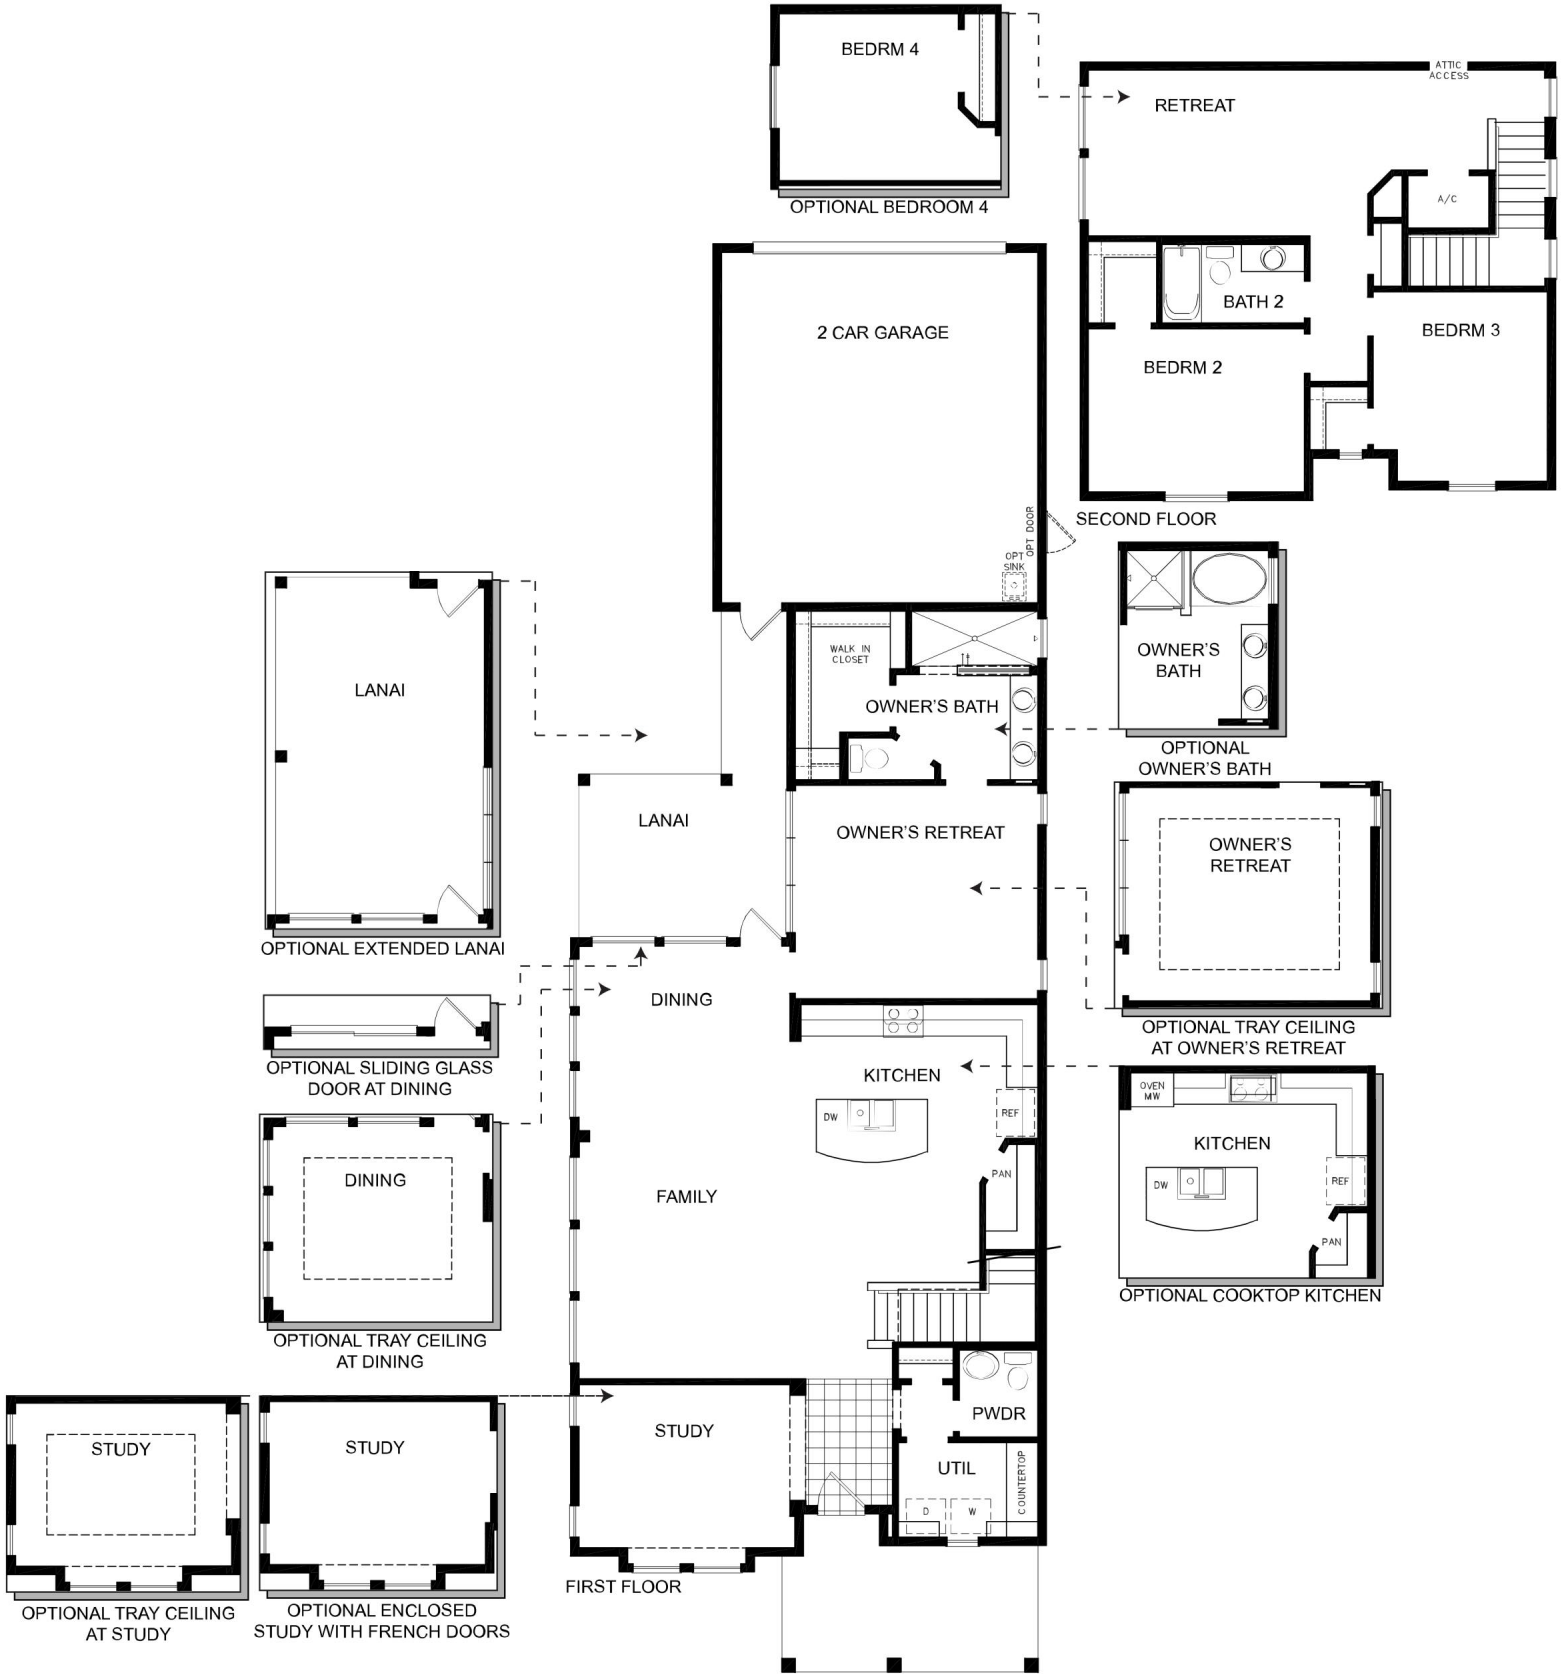 BEDRM 4
OPTIONAL BEDROOM 4
ATTIC
ACCESS
RETREAT
A/C
BATH 2
BEDRM 3
BEDRM 2
SECOND FLOOR
2 CAR GARAGE
OPT DOOR
OPT
SINK
WALK IN
CLOSET
OWNER'S BATH
OWNER'S
BATH
OPTIONAL
OWNER'S BATH
LANAI
OPTIONAL EXTENDED LANAI
LANAI
OWNER'S RETREAT
OWNER'S
RETREAT
OPTIONAL TRAY CEILING
AT OWNER'S RETREAT
DINING
OPTIONAL SLIDING GLASS
DOOR AT DINING
KITCHEN
DW
REF
PAN
OVEN
MW
KITCHEN
DW
REF
PAN
OPTIONAL COOKTOP KITCHEN
DINING
OPTIONAL TRAY CEILING
AT DINING
FAMILY
STUDY
OPTIONAL TRAY CEILING
AT STUDY
STUDY
OPTIONAL ENCLOSED
STUDY WITH FRENCH DOORS
STUDY
PWDR
UTIL
COUNTERTOP
D
W
FIRST FLOOR